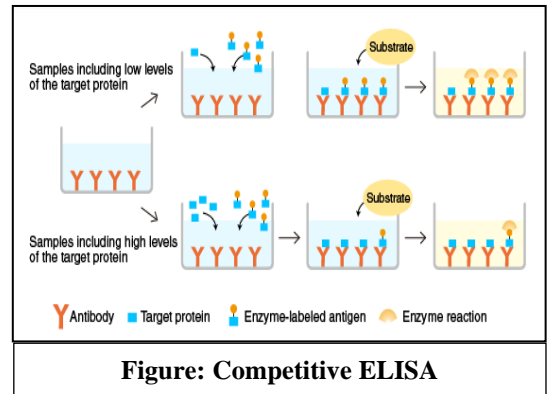 Samples including low levels
of the target protein
Substrate
Samples including high levels
of the target protein
Substrate
Antibody Target protein Enzyme-labeled antigen Enzyme reaction
Figure: Competitive ELISA